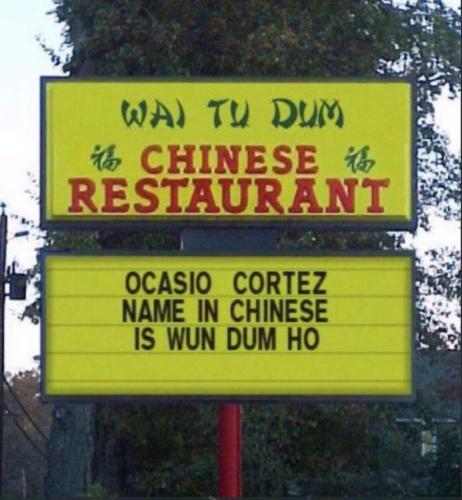 WAI TU DUM
福 CHINESE 福
RESTAURANT
OCASIO CORTEZ
NAME IN CHINESE
IS WUN DUM HO